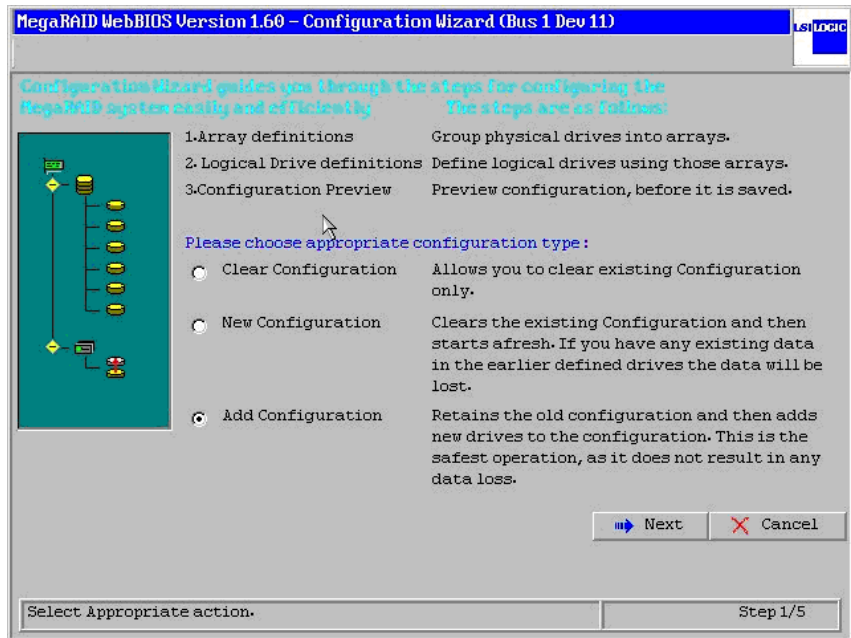 MegaRAID WebBIOS Version 1.60 - Configuration Wizard (Bus 1 Dev 11)
LSI LOGIC
Configuration Wizard guides you through the steps for configuring the
MegaRAID system easily and efficiently The steps are as follows:
1.Array definitions Group physical drives into arrays.
2. Logical Drive definitions Define logical drives using those arrays.
3.Configuration Preview Preview configuration, before it is saved.
Please choose appropriate configuration type:
Clear Configuration Allows you to clear existing Configuration
only.
New Configuration Clears the existing Configuration and then
starts afresh. If you have any existing data
in the earlier defined drives the data will be
lost.
Add Configuration Retains the old configuration and then adds
new drives to the configuration. This is the
safest operation, as it does not result in any
data loss.
Next Cancel
Select Appropriate action. Step 1/5